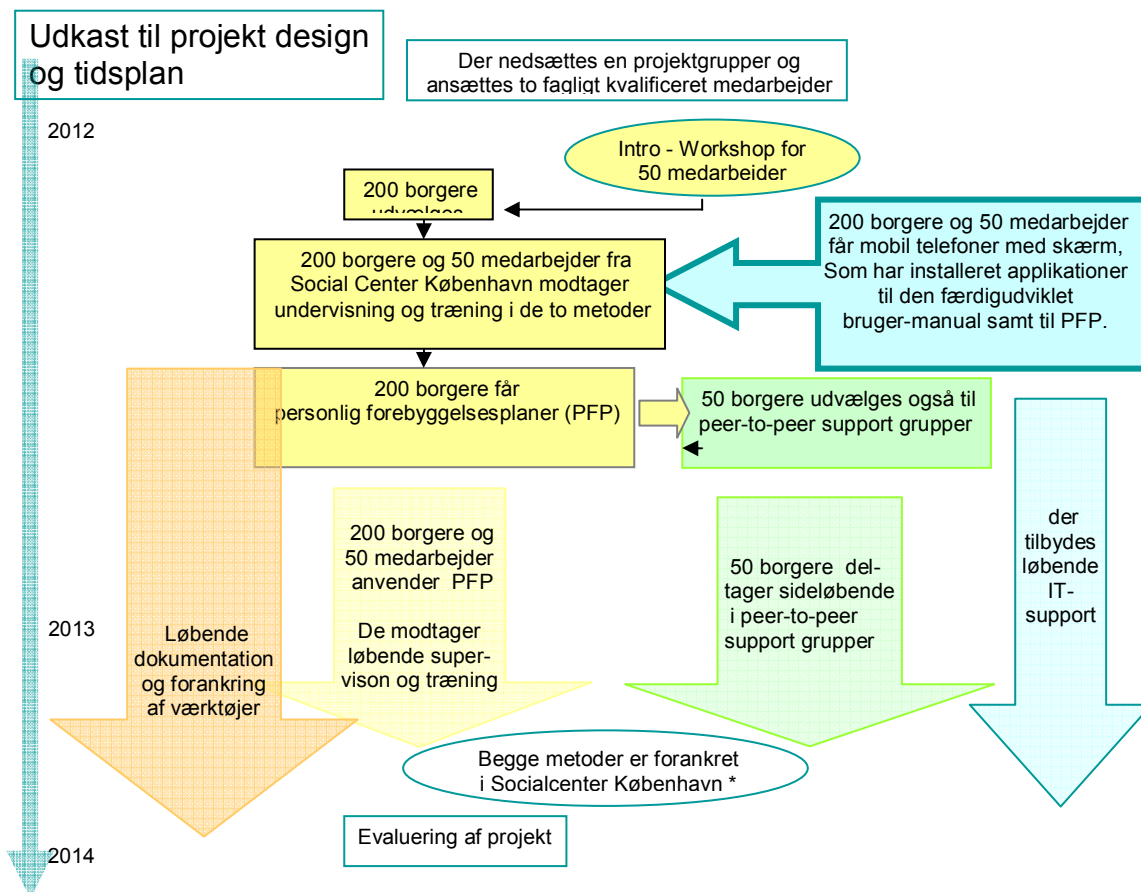 Udkast til projekt design
og tidsplan
Der nedsættes en projektgrupper og
ansættes to fagligt kvalificeret medarbejder
2012
Intro - Workshop for
50 medarbejder
200 borgere
udvælges
200 borgere og 50 medarbejder
får mobil telefoner med skærm,
Som har installeret applikationer
til den færdigudviklet
bruger-manual samt til PFP.
200 borgere og 50 medarbejder fra
Social Center København modtager
undervisning og træning i de to metoder
200 borgere får
personlig forebyggelsesplaner (PFP)
50 borgere udvælges også til
peer-to-peer support grupper
200 borgere og
50 medarbejder
anvender PFP
De modtager
løbende super-
vison og træning
50 borgere del-
tager sideløbende
i peer-to-peer
support grupper
der
tilbydes
løbende
IT-
support
2013
Løbende
dokumentation
og forankring
af værktøjer
Begge metoder er forankret
i Socialcenter København *
Evaluering af projekt
2014